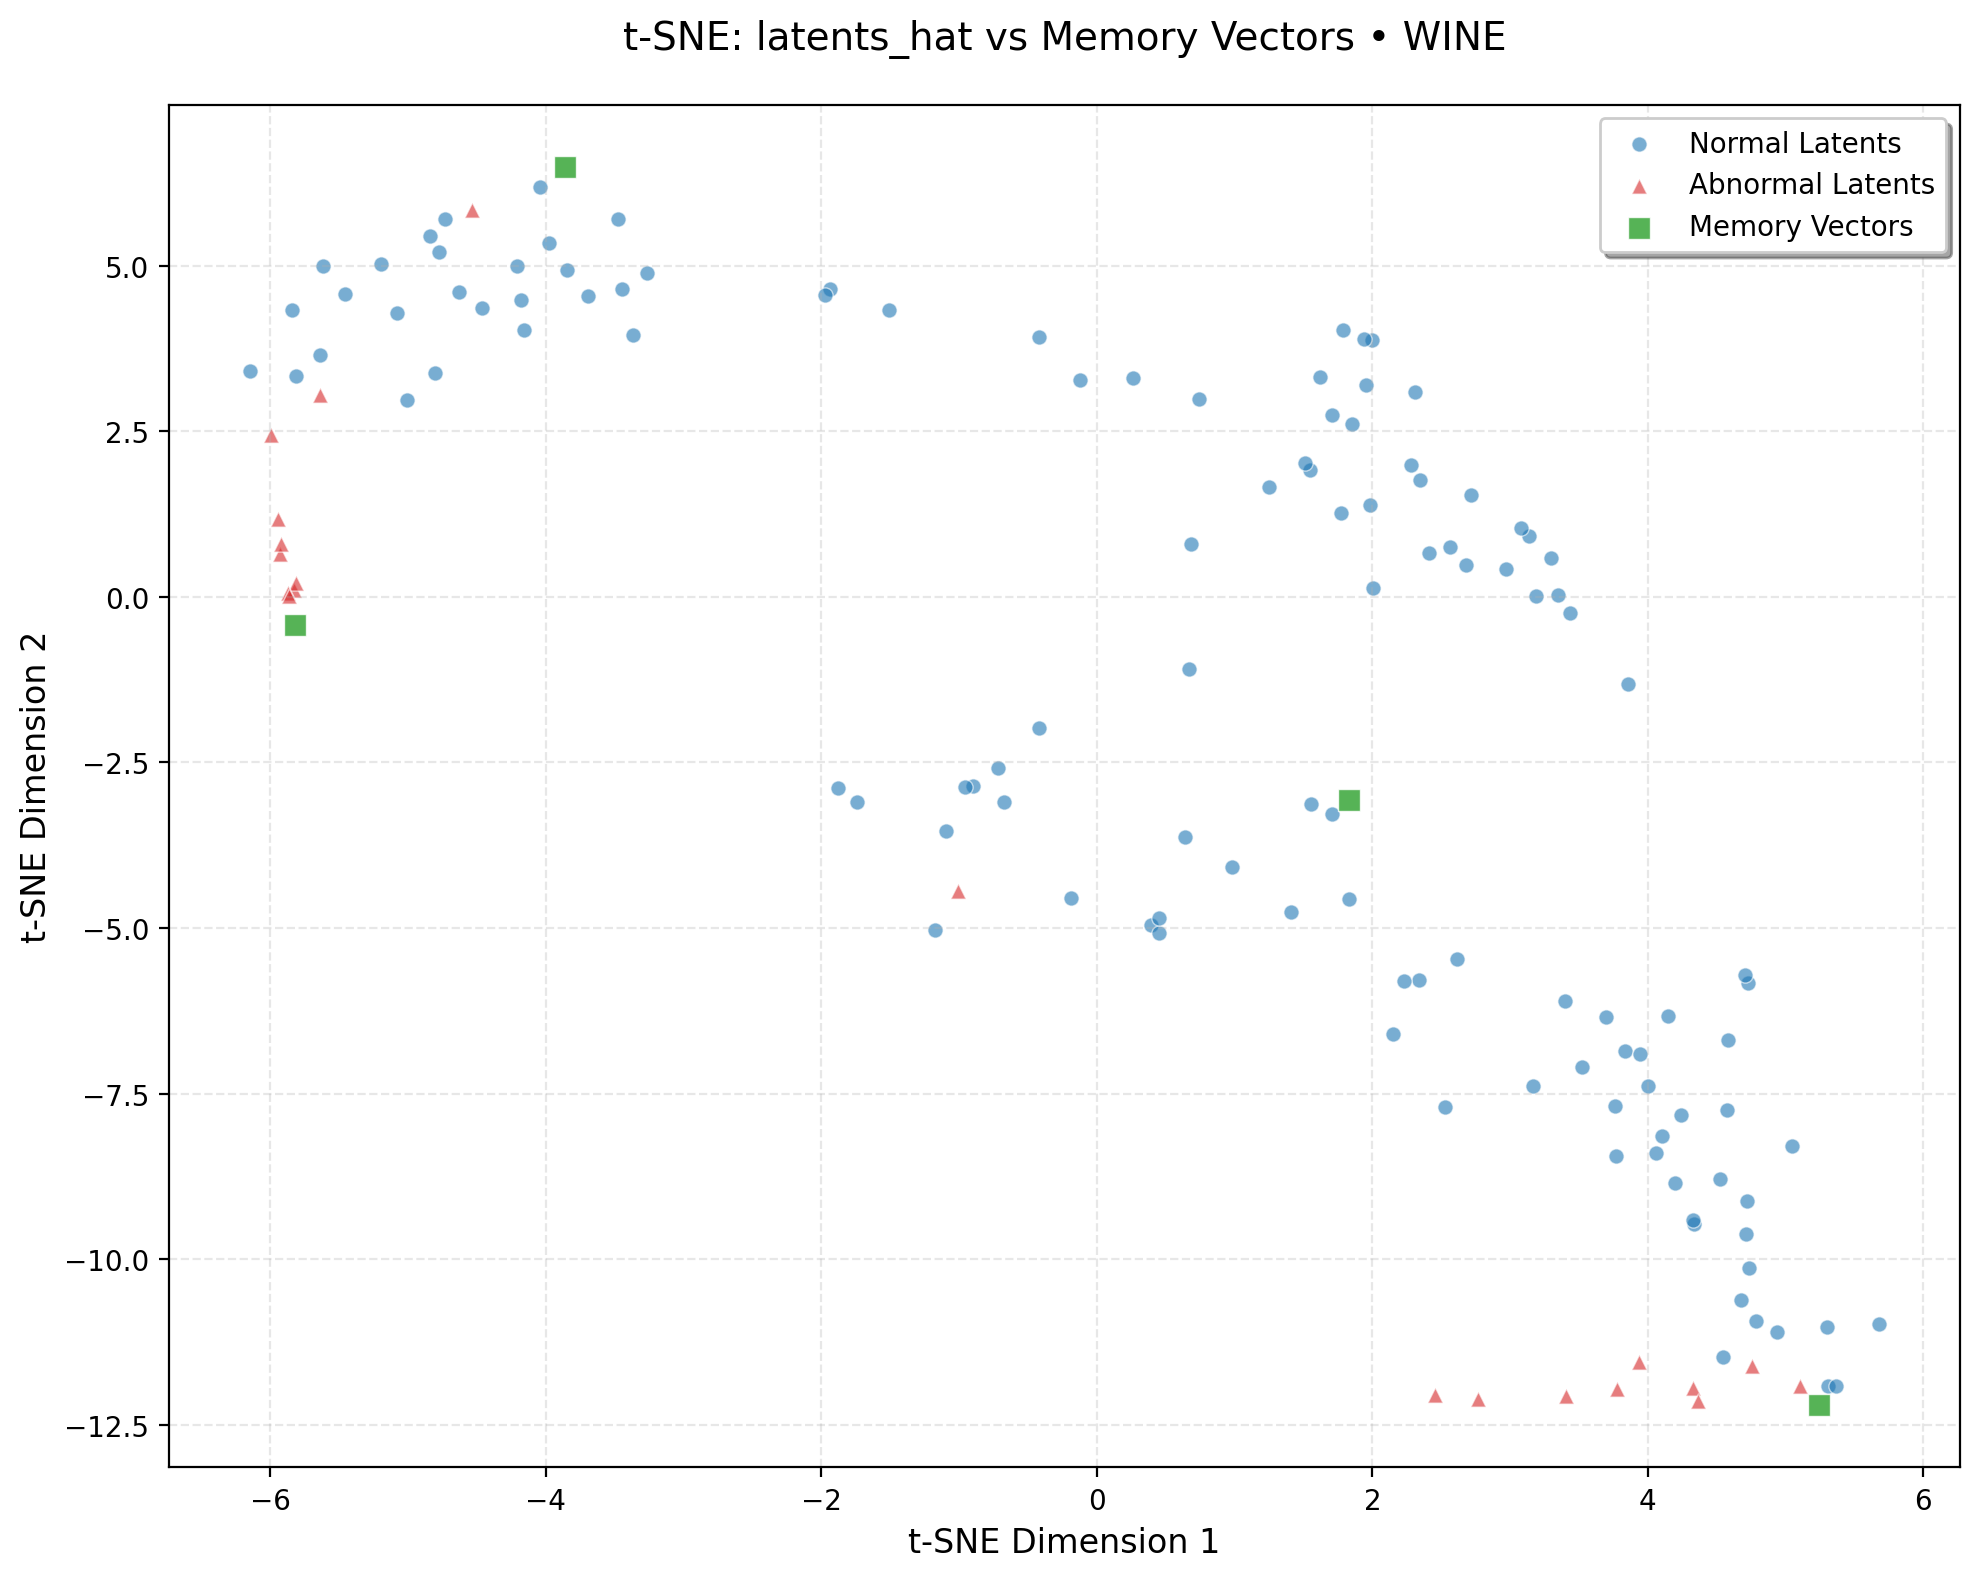 t-SNE: latents_hat vs Memory Vectors • WINE
Normal Latents
Abnormal Latents
Memory Vectors
5.0
2.5
0.0
−2.5
−5.0
−7.5
−10.0
−12.5
t-SNE Dimension 2
−6
−4
−2
0
2
4
6
t-SNE Dimension 1